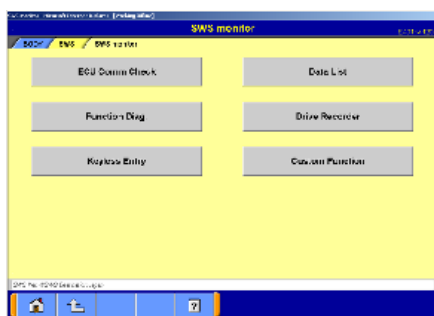 SWS monitor
BODY SWS SWS monitor
ECU Comm Check Data List
Function Diag Drive Recorder
Keyless Entry Custom Function
?